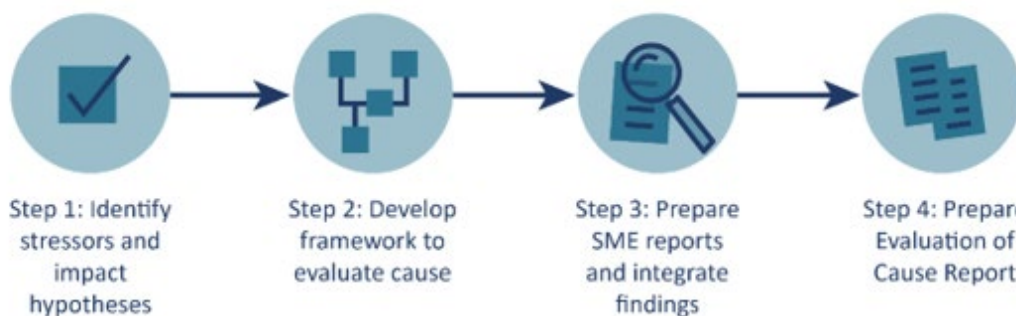 Step 1: Identify
stressors and
impact
hypotheses
Step 2: Develop
framework to
evaluate cause
Step 3: Prepare
SME reports
and integrate
findings
Step 4: Prepare
Evaluation of
Cause Report